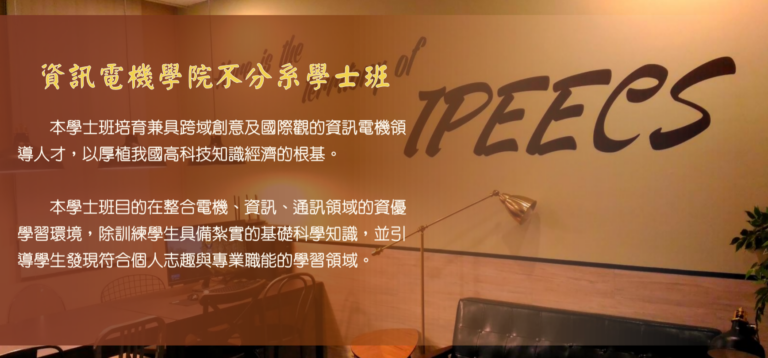 資訊電機學院不分系學士班
is the
territory of
IPEECS
本學士班培育兼具跨域創意及國際觀的資訊電機領
導人才，以厚植我國高科技知識經濟的根基。
本學士班目的在整合電機、資訊、通訊領域的資優
學習環境，除訓練學生具備紮實的基礎科學知識，並引
導學生發現符合個人志趣與專業職能的學習領域。